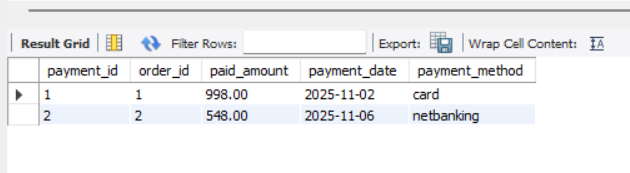 Result Grid Filter Rows: Export: Wrap Cell Content: IA
payment_id order_id paid_amount payment_date payment_method
1 1 998.00 2025-11-02 card
2 2 548.00 2025-11-06 netbanking